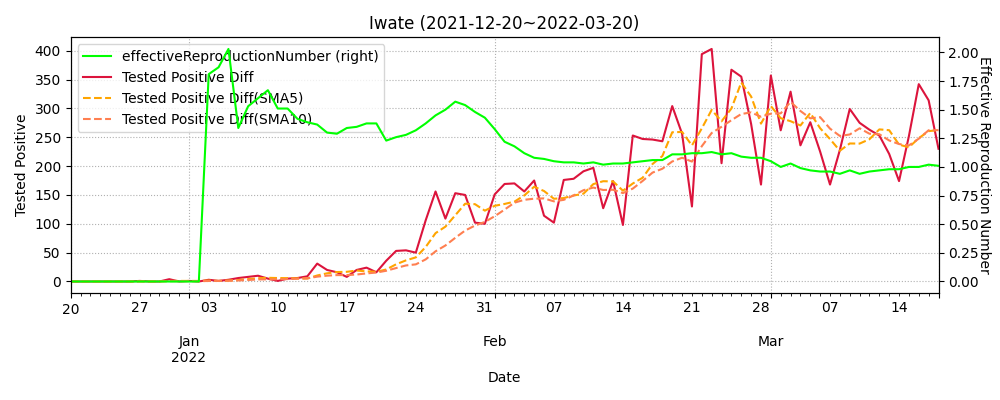 Iwate (2021-12-20~2022-03-20)
effectiveReproductionNumber (right)
Tested Positive Diff
Tested Positive Diff(SMA5)
Tested Positive Diff(SMA10)
Tested Positive
400
350
300
250
200
150
100
50
0
2.00
1.75
1.50
1.25
1.00
0.75
0.50
0.25
0.00
Effective Reproduction Number
20 27 03 10 17 24 31 07 14 21 28 07 14
Jan Feb Mar
2022
Date